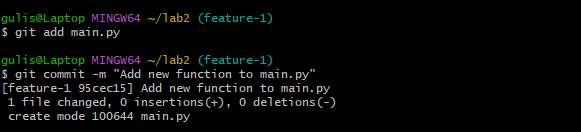 gulis@Laptop MINGW64 ~/lab2 (feature-1)
$ git add main.py
gulis@Laptop MINGW64 ~/lab2 (feature-1)
$ git commit -m "Add new function to main.py"
[feature-1 95cec15] Add new function to main.py
 1 file changed, 0 insertions(+), 0 deletions(-)
 create mode 100644 main.py